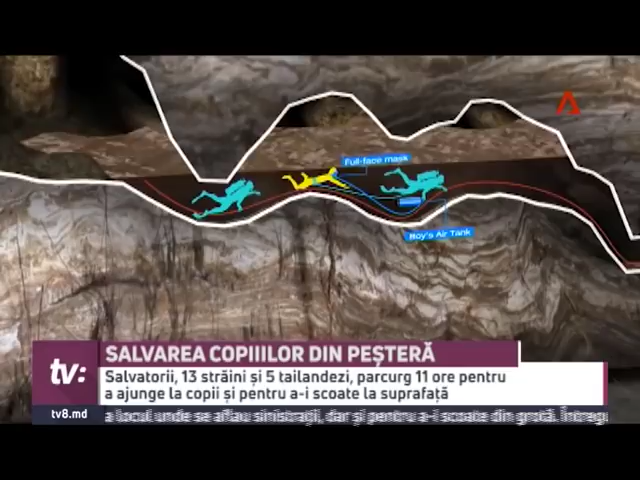 Full-face mask
Boy's Air Tank
tv:
SALVAREA COPIIILOR DIN PEȘTERĂ
Salvatorii, 13 străini și 5 tailandezi, parcurg 11 ore pentru
a ajunge la copii și pentru a-i scoate la suprafață
tv8.md
a locul unde se aflau sinistrații, dar și pentru a-i scoate din grotă. Întreg